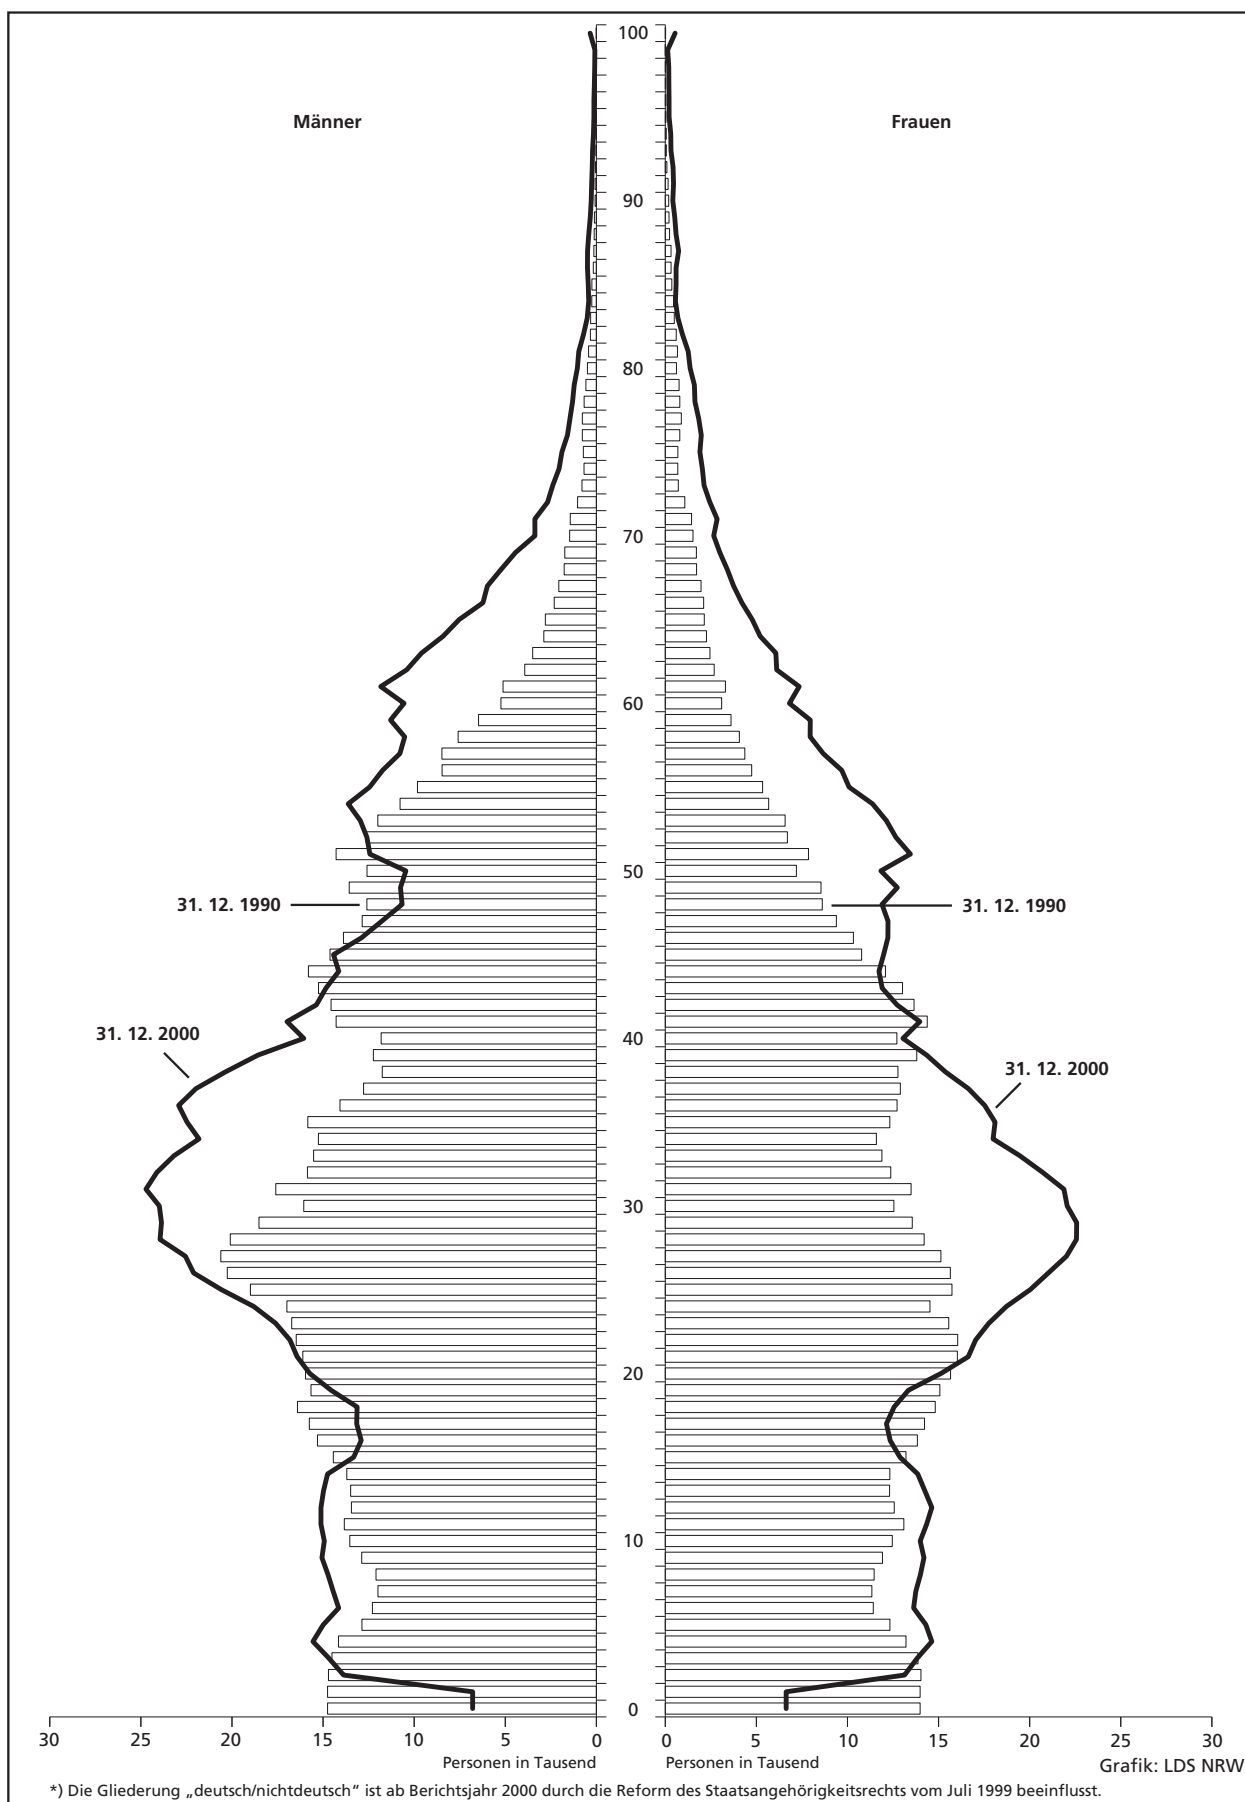 100
Männer
Frauen
90
80
70
60
50
31. 12. 1990
31. 12. 1990
31. 12. 2000
40
31. 12. 2000
30
20
10
0
30 25 20 15 10 5 0 0 5 10 15 20 25 30
Personen in Tausend Personen in Tausend Grafik: LDS NRW
*) Die Gliederung „deutsch/nichtdeutsch“ ist ab Berichtsjahr 2000 durch die Reform des Staatsangehörigkeitsrechts vom Juli 1999 beeinflusst.